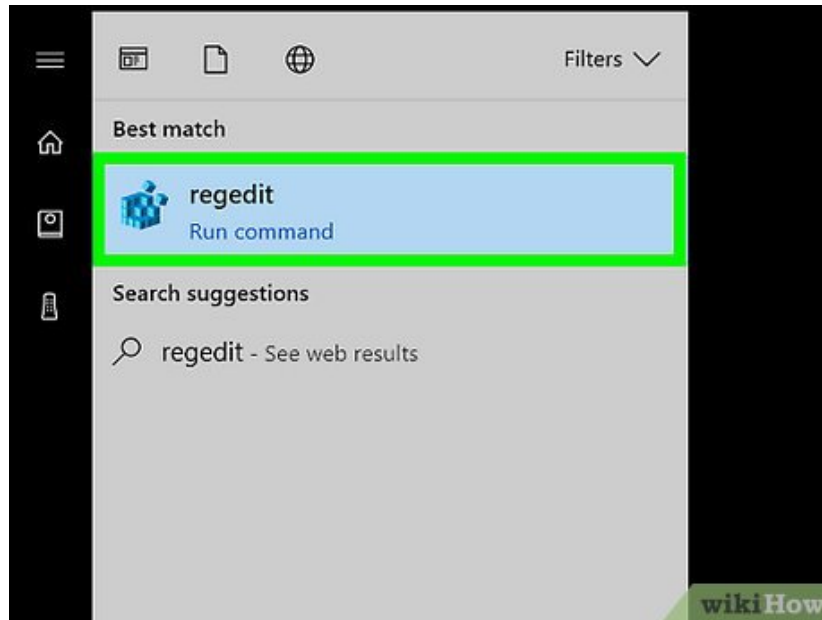 Filters
Best match
regedit
Run command
Search suggestions
regedit - See web results
wikiHow